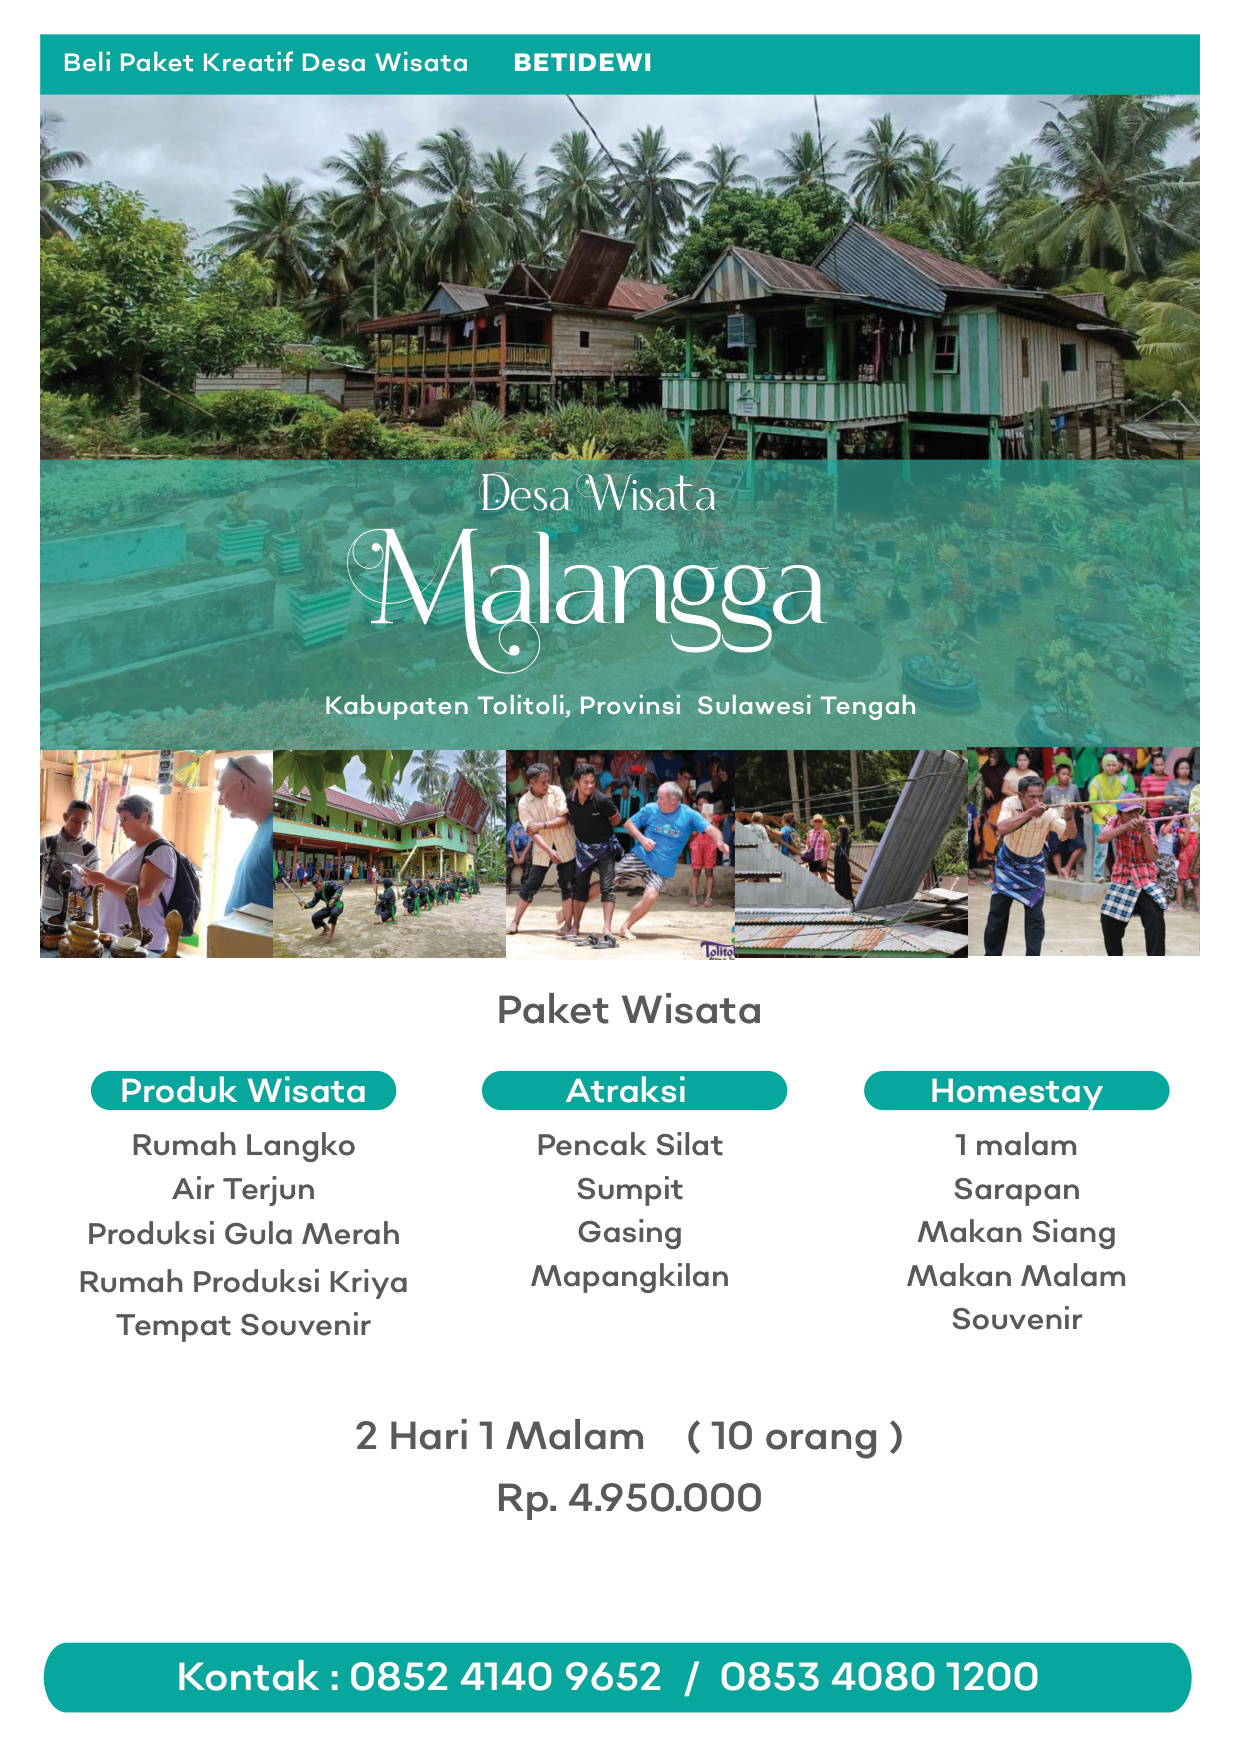 Beli Paket Kreatif Desa Wisata BETIDEWI
Desa Wisata
Malangga
Kabupaten Tolitoli, Provinsi Sulawesi Tengah
Paket Wisata
Produk Wisata
Rumah Langko
Air Terjun
Produksi Gula Merah
Rumah Produksi Kriya
Tempat Souvenir
Atraksi
Pencak Silat
Sumpit
Gasing
Mapangkilan
Homestay
1 malam
Sarapan
Makan Siang
Makan Malam
Souvenir
2 Hari 1 Malam ( 10 orang )
Rp. 4.950.000
Kontak : 0852 4140 9652 / 0853 4080 1200